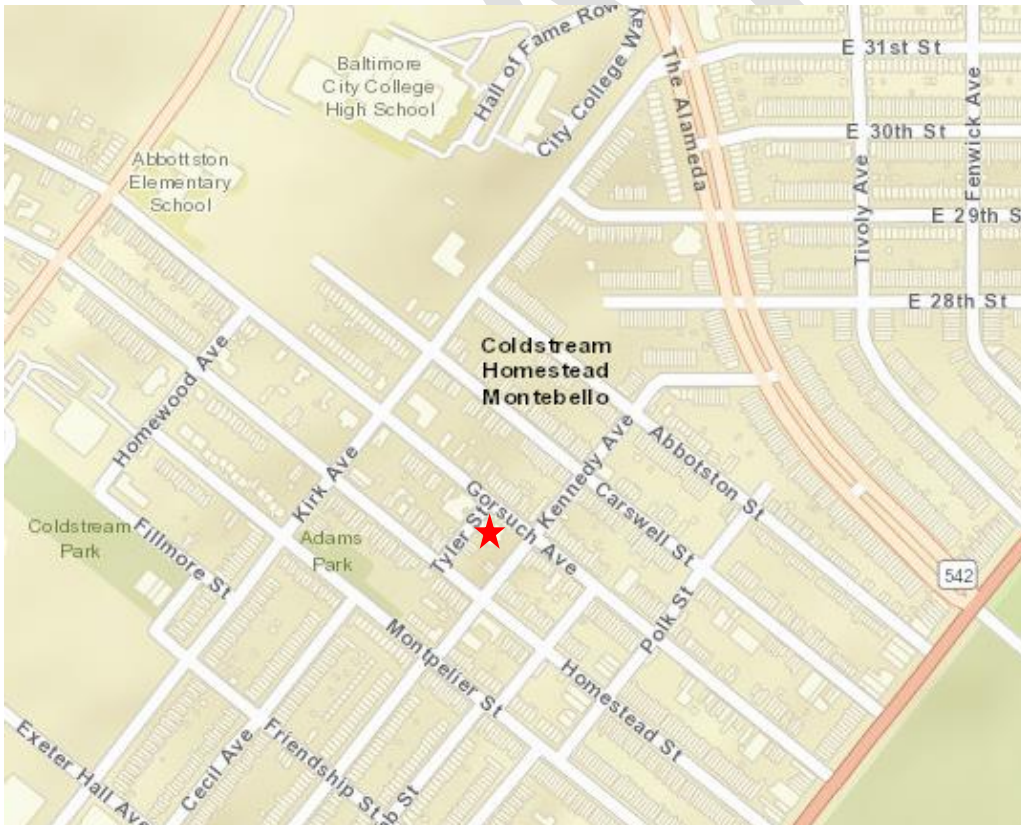 E 31st St
Hall of Fame Row
City College Way
The Alameda
Baltimore
City College
High School
E 30th St
Fenwick Ave
Tivoly Ave
Abbottston
Elementary
School
E 29th S
E 28th St
Coldstream
Homestead
Montebello
Homewood Ave
Kirk Ave
Kennedy Ave
Abbotston St
Gorsuch Ave
Carswell St
Tyler St
Coldstream
Park
Fillmore St
Adams
Park
542
Polk St
Montpelier St
Homestead St
Exeter Hall Ave
Cecil Ave
Friendship St
b St